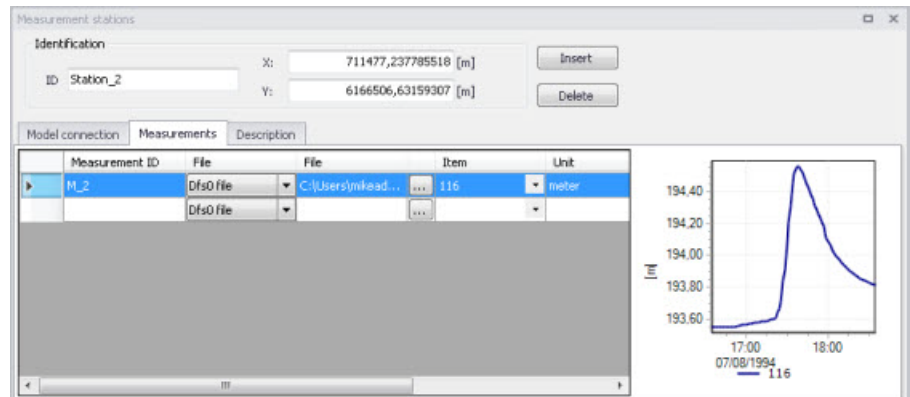 Measurement stations
Identification
ID Station_2
X: 711477,237785518 [m]
Y: 6166506,63159307 [m]
Insert
Delete
Model connection Measurements Description
Measurement ID File File Item Unit
M_2 Dfs0 file C:\Users\mikead... ... 116 meter
Dfs0 file ...
194,40
194,20
194,00
193,80
193,60
[m]
17:00 18:00
07/08/1994
116